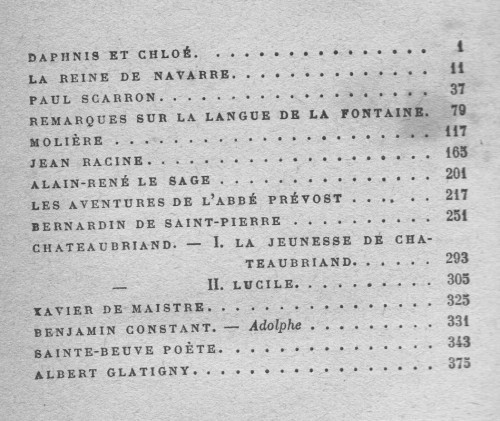 DAPHNIS ET CHLOÉ. . . . . . . . . . . . . . . . 1
LA REINE DE NAVARRE. . . . . . . . . . . . . . 11
PAUL SCARRON. . . . . . . . . . . . . . . . . . 37
REMARQUES SUR LA LANGUE DE LA FONTAINE. 79
MOLIÈRE . . . . . . . . . . . . . . . . . . . . 117
JEAN RACINE. . . . . . . . . . . . . . . . . . 165
ALAIN-RENÉ LE SAGE . . . . . . . . . . . . . . 201
LES AVENTURES DE L'ABBÉ PRÉVOST . . . . . . 217
BERNARDIN DE SAINT-PIERRE . . . . . . . . . . 251
CHATEAUBRIAND. — I. LA JEUNESSE DE CHA-
TEAUBRIAND. . . . . . 293
— II. LUCILE. . . . . . . . . 305
XAVIER DE MAISTRE. . . . . . . . . . . . . . . 325
BENJAMIN CONSTANT. — Adolphe . . . . . . . . . 331
SAINTE-BEUVE POÈTE. . . . . . . . . . . . . . . 343
ALBERT GLATIGNY. . . . . . . . . . . . . . . . 375